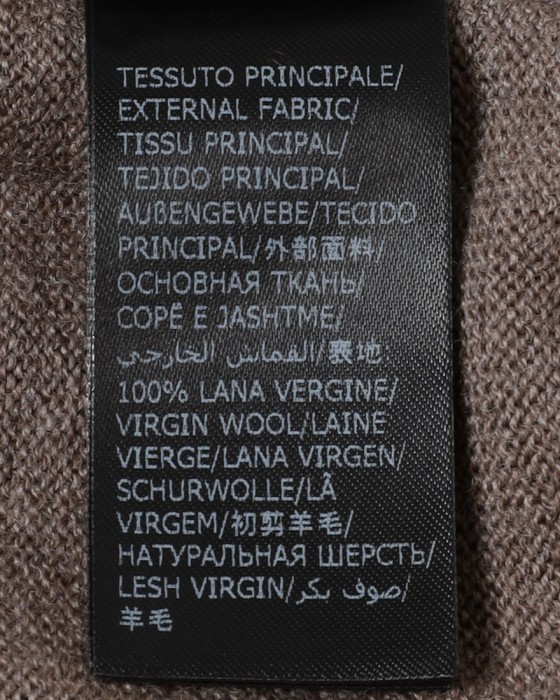 TESSUTO PRINCIPALE/
EXTERNAL FABRIC/
TISSU PRINCIPAL/
TEJIDO PRINCIPAL/
AUßENGEWEBE/TECIDO
PRINCIPAL/外部面料/
ОСНОВНАЯ ТКАНЬ/
COPË E JASHTME/
القماش الخارجي/表地
100% LANA VERGINE/
VIRGIN WOOL/LAINE
VIERGE/LANA VIRGEN/
SCHURWOLLE/LÂ
VIRGEM/初剪羊毛/
НАТУРАЛЬНАЯ ШЕРСТЬ/
LESH VIRGIN/صوف بكر/
羊毛